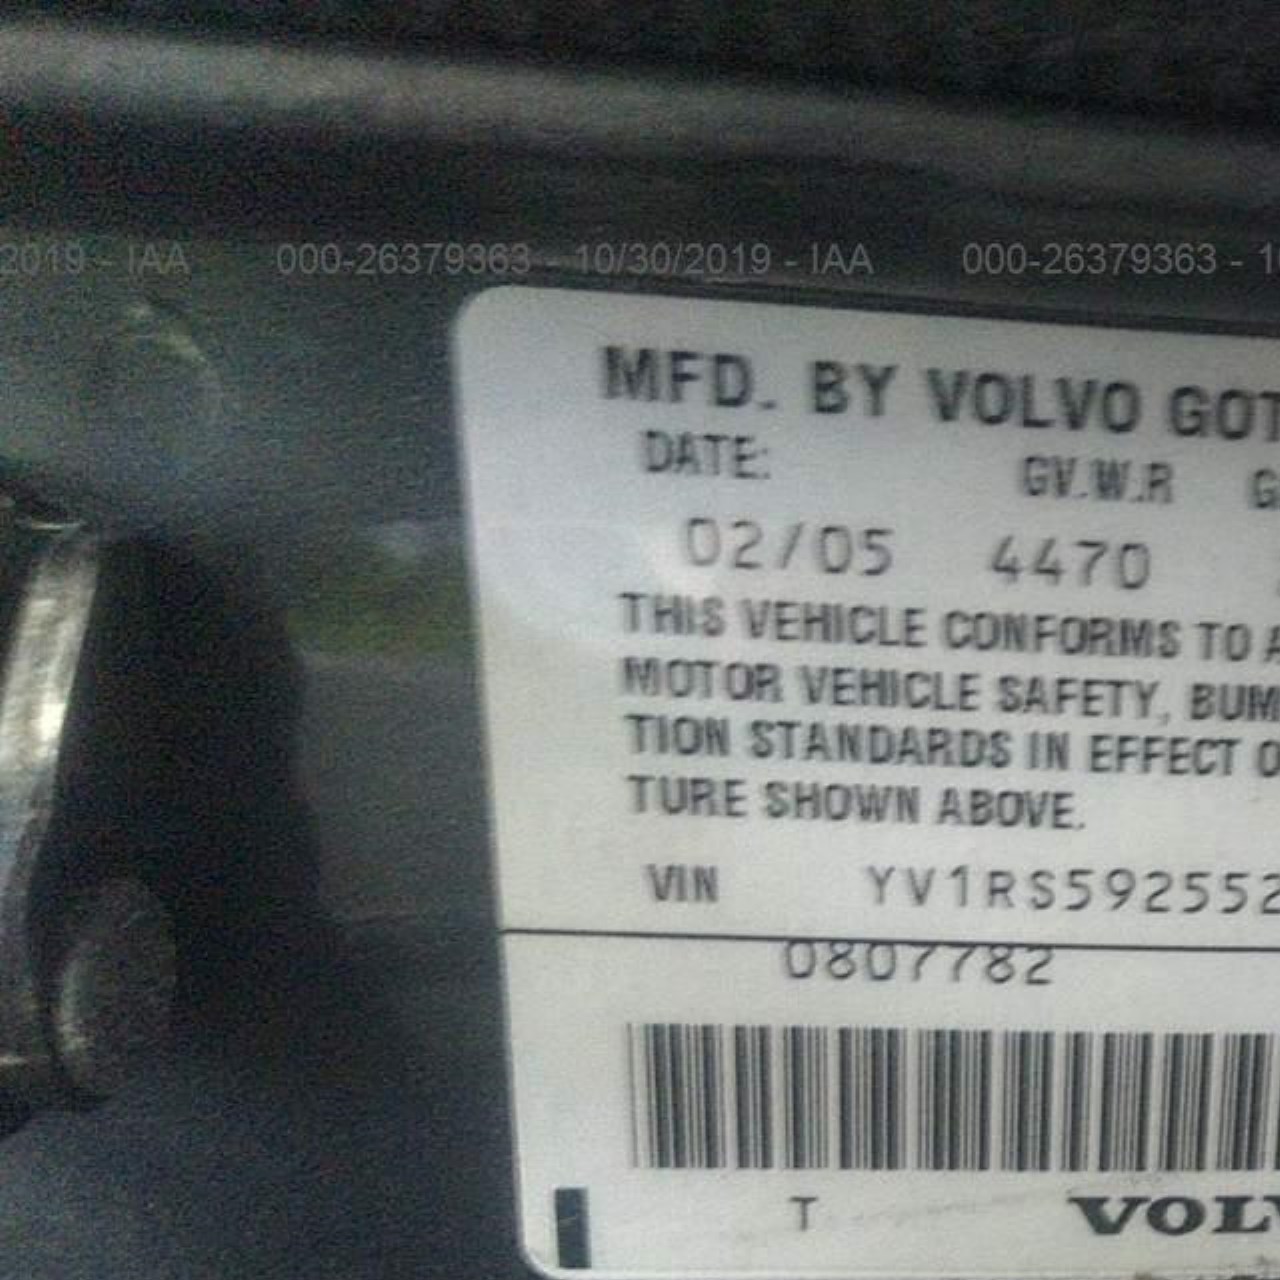 2019 - IAA 000-26379363 - 10/30/2019 - IAA 000-26379363 - 1
MFD. BY VOLVO GOT
DATE: GV.W.R G
02/05 4470
THIS VEHICLE CONFORMS TO A
MOTOR VEHICLE SAFETY, BUM
TION STANDARDS IN EFFECT O
TURE SHOWN ABOVE.
VIN YV1RS592552
0807782
T VOLV